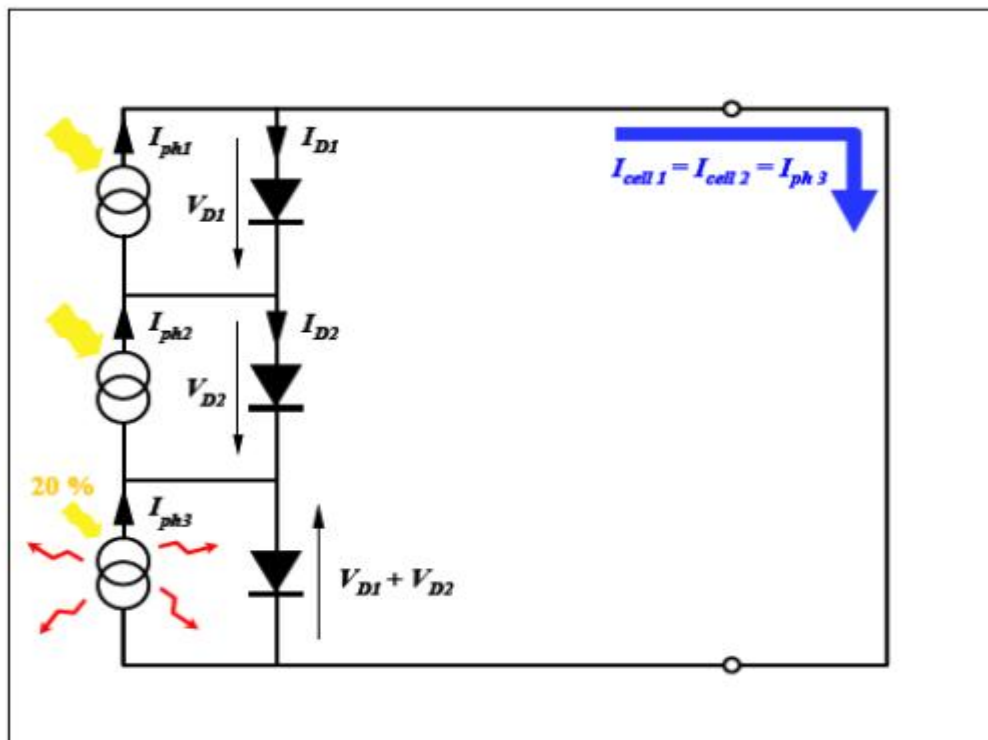 I_ph1
I_D1
I_cell 1 = I_cell 2 = I_ph 3
V_D1
I_ph2
I_D2
V_D2
20 %
I_ph3
V_D1 + V_D2